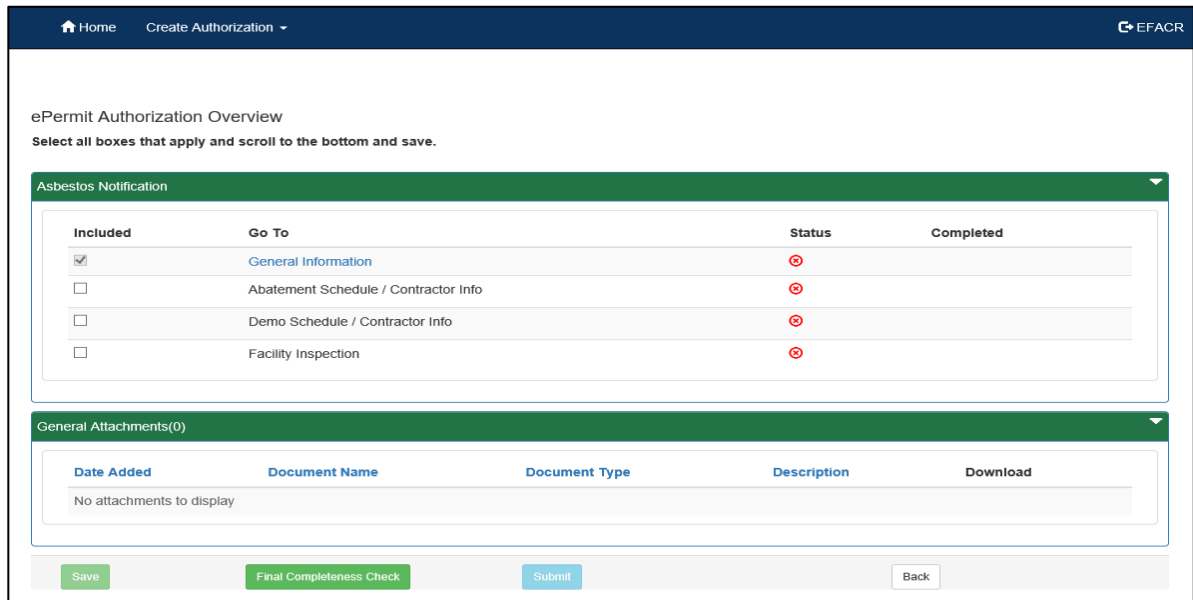 Home Create Authorization EFACR
ePermit Authorization Overview
Select all boxes that apply and scroll to the bottom and save.
Asbestos Notification
Included Go To Status Completed
General Information
Abatement Schedule / Contractor Info
Demo Schedule / Contractor Info
Facility Inspection
General Attachments(0)
Date Added Document Name Document Type Description Download
No attachments to display
Save Final Completeness Check Submit Back